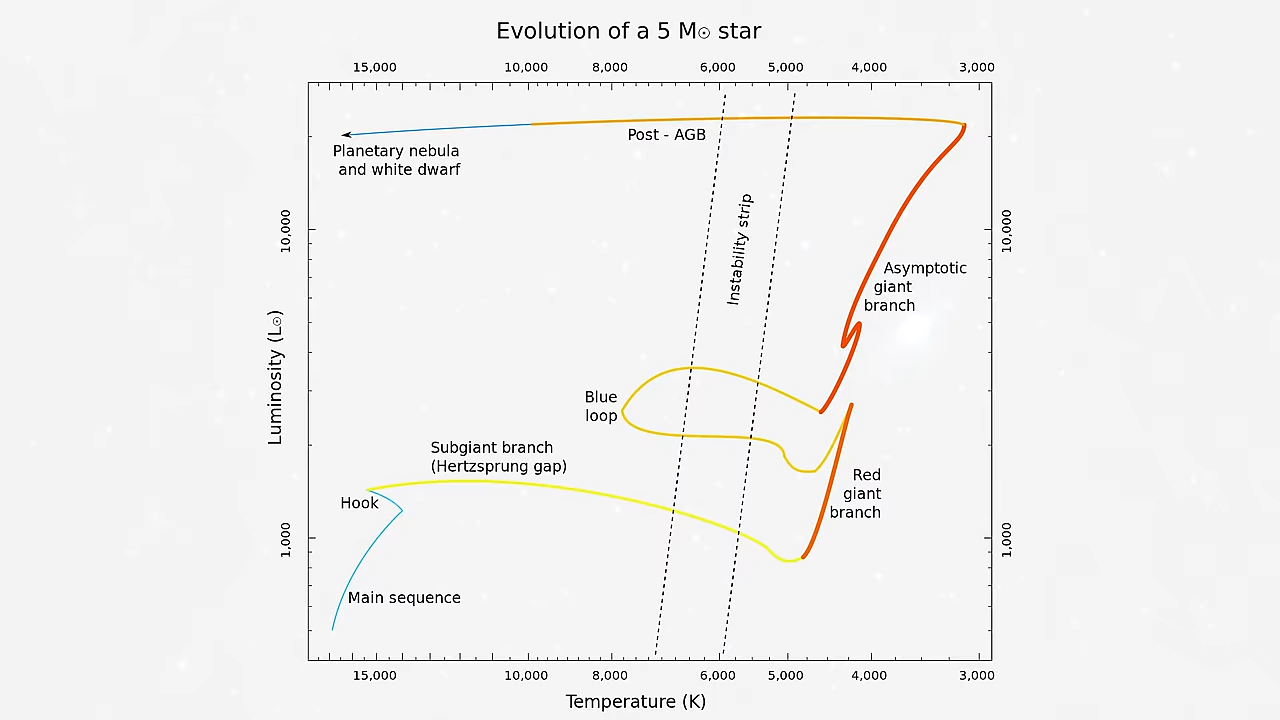 Evolution of a 5 M☉ star
15,000 10,000 8,000 6,000 5,000 4,000 3,000
Post - AGB
Planetary nebula
and white dwarf
Instability strip
10,000
10,000
Asymptotic
giant
branch
Luminosity (L☉)
Blue
loop
Subgiant branch
(Hertzsprung gap)
Red
giant
branch
Hook
1,000
1,000
Main sequence
15,000 10,000 8,000 6,000 5,000 4,000 3,000
Temperature (K)